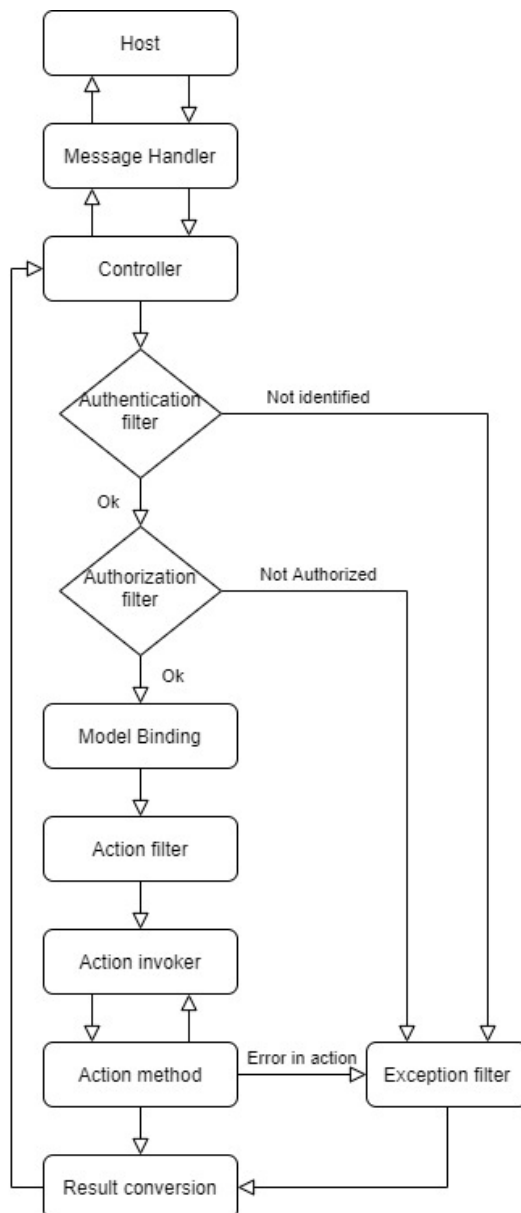 Host
Message Handler
Controller
Authentication
filter
Not identified
Ok
Authorization
filter
Not Authorized
Ok
Model Binding
Action filter
Action invoker
Action method
Error in action
Exception filter
Result conversion